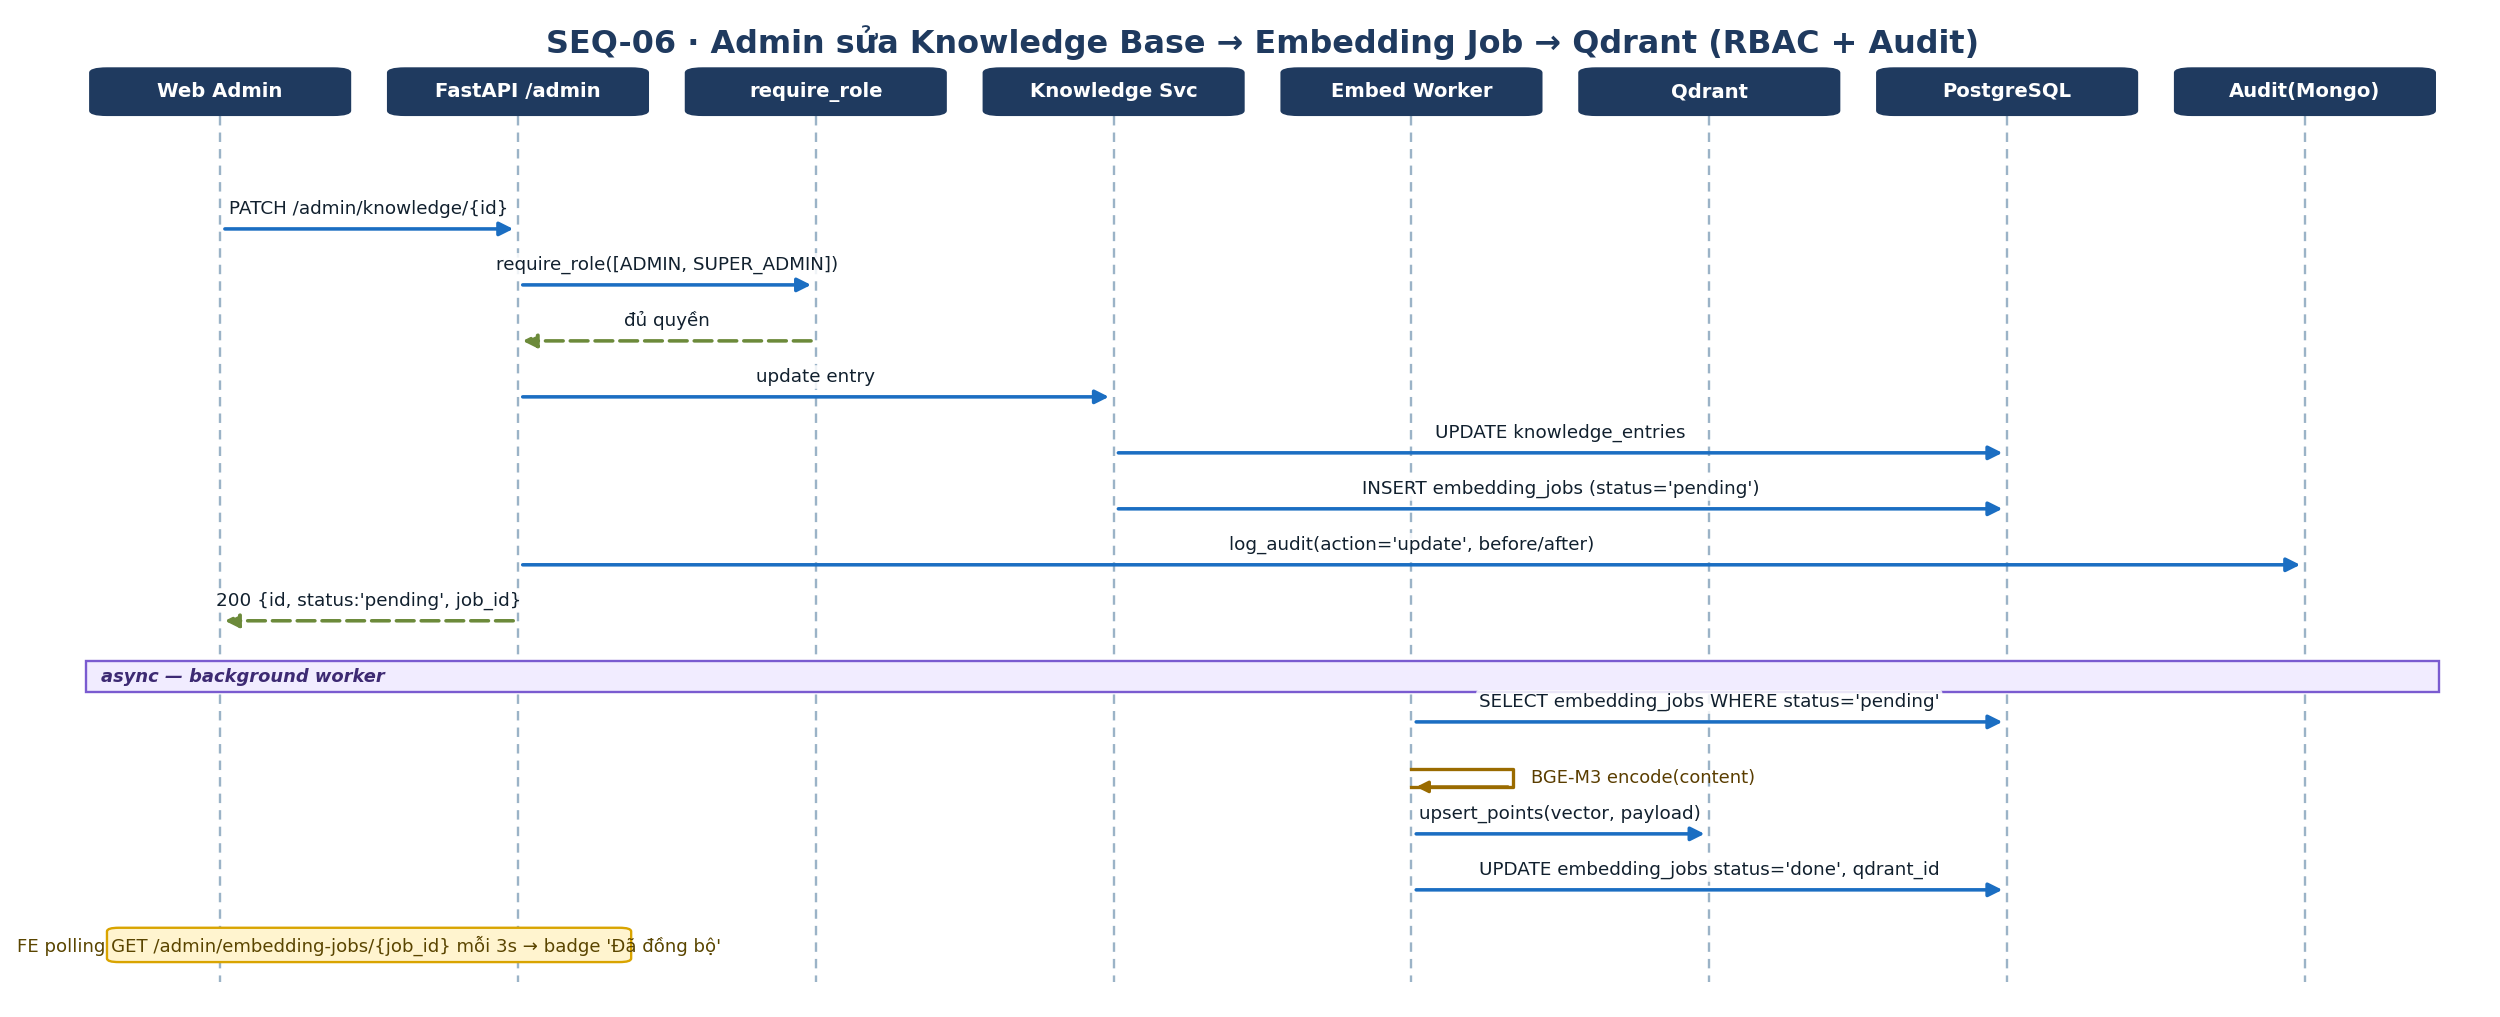 SEQ-06 · Admin sửa Knowledge Base → Embedding Job → Qdrant (RBAC + Audit)
Web Admin
FastAPI /admin
require_role
Knowledge Svc
Embed Worker
Qdrant
PostgreSQL
Audit(Mongo)
PATCH /admin/knowledge/{id}
require_role([ADMIN, SUPER_ADMIN])
đủ quyền
update entry
UPDATE knowledge_entries
INSERT embedding_jobs (status='pending')
log_audit(action='update', before/after)
200 {id, status:'pending', job_id}
async — background worker
SELECT embedding_jobs WHERE status='pending'
BGE-M3 encode(content)
upsert_points(vector, payload)
UPDATE embedding_jobs status='done', qdrant_id
FE polling GET /admin/embedding-jobs/{job_id} mỗi 3s → badge 'Đã đồng bộ'